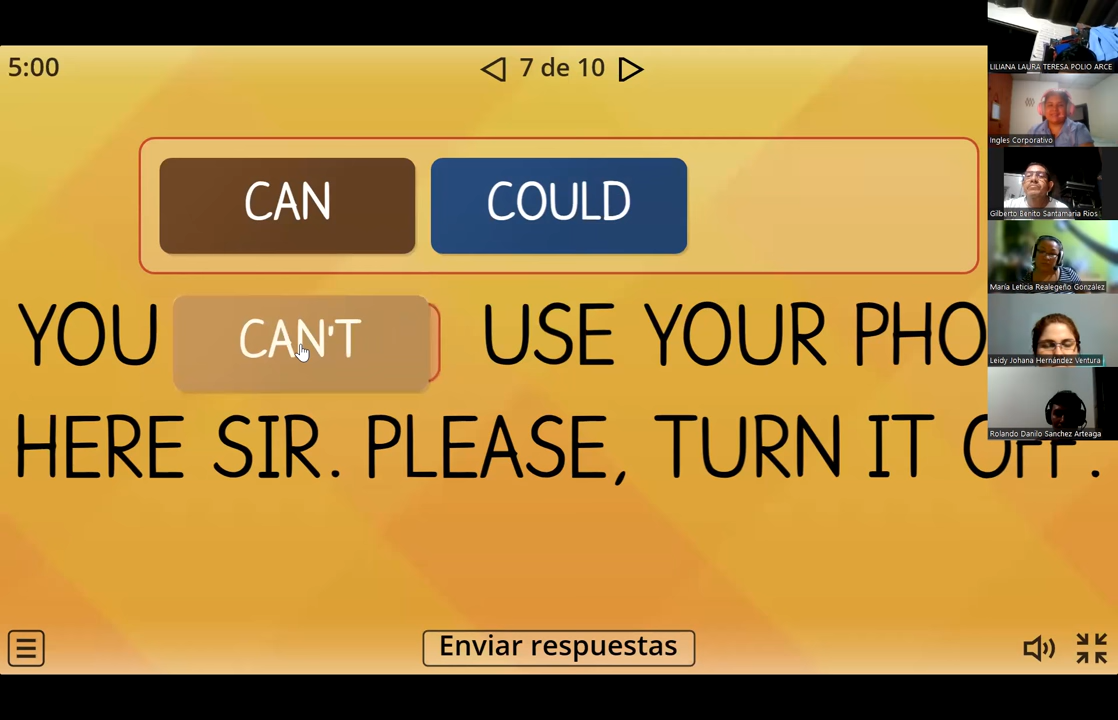 5:00
7 de 10
CAN
COULD
YOU CAN'T USE YOUR PHO
HERE SIR. PLEASE, TURN IT OFF.
Enviar respuestas
LILIANA LAURA TERESA POLIO ARCE
Ingles Corporativo
Gilberto Benito Santamaria Rios
María Leticia Realegeño González
Leidy Johana Hernández Ventura
Rolando Danilo Sánchez Arteaga